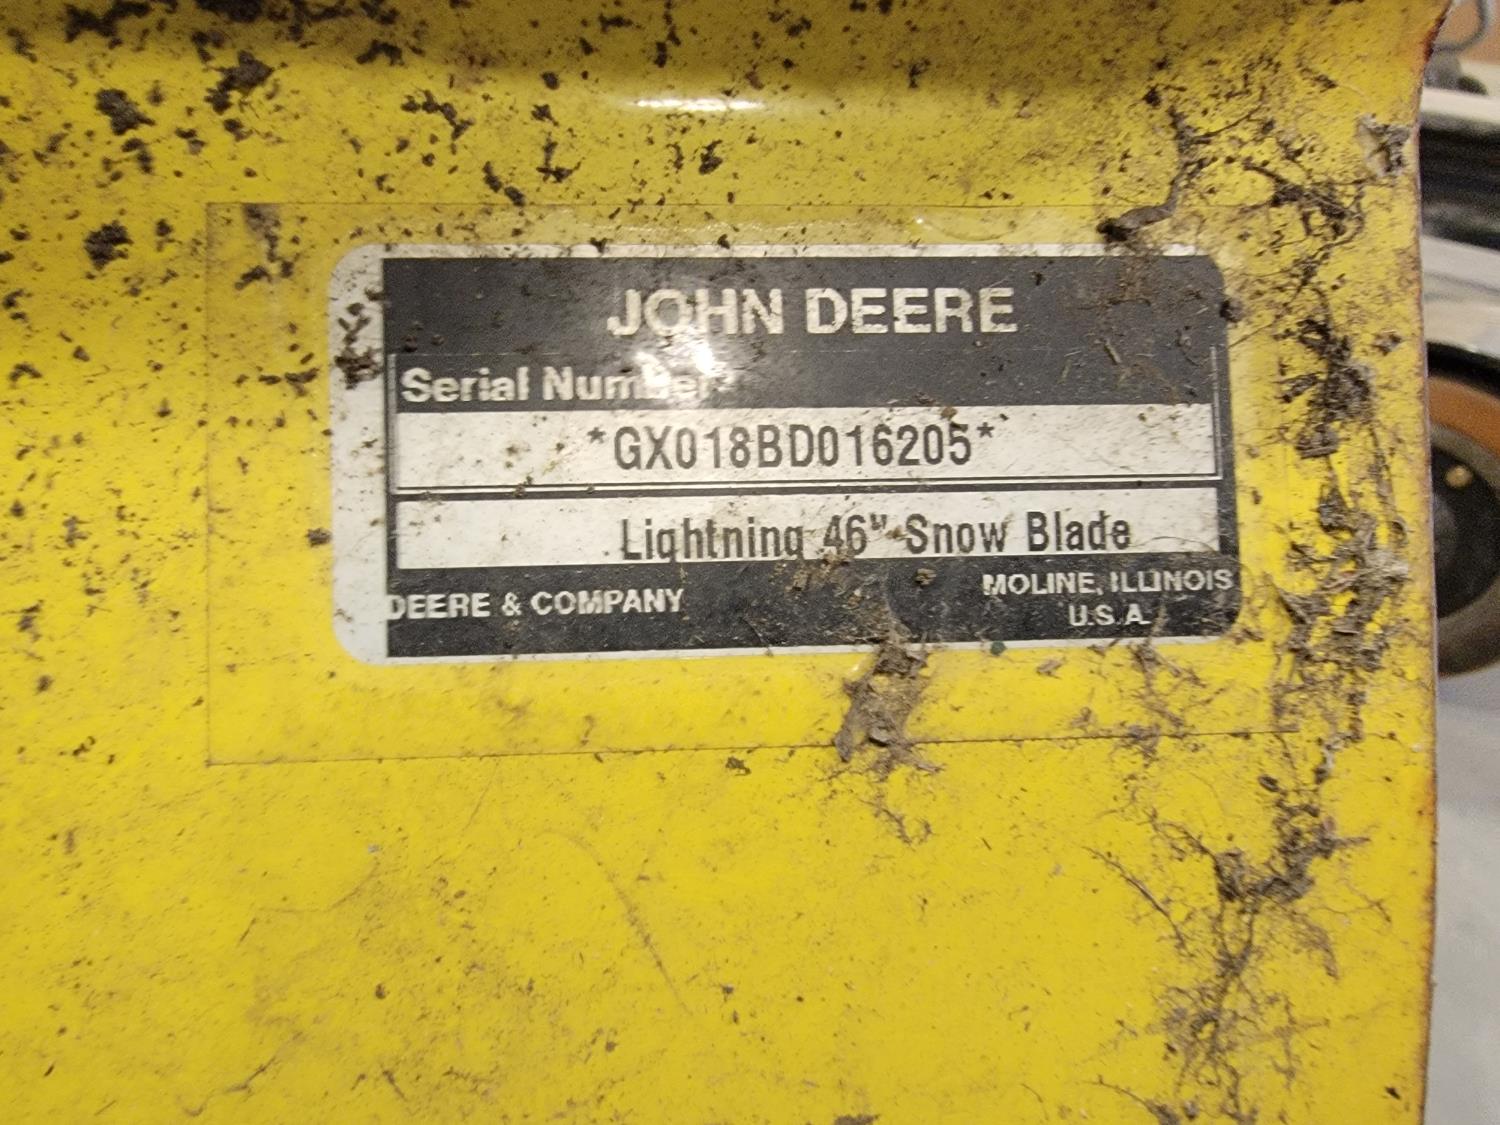 JOHN DEERE
Serial Number
*GX018BD016205*
Lightning 46" Snow Blade
DEERE & COMPANY
MOLINE, ILLINOIS
U.S.A.